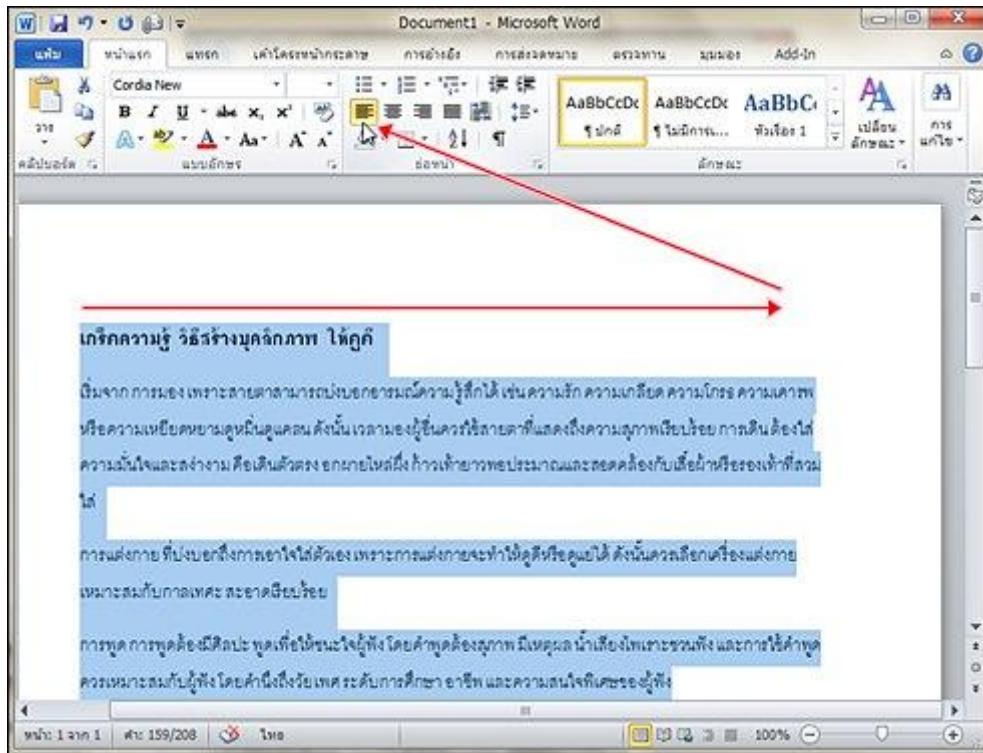 Document1 - Microsoft Word
แฟ้ม หน้าแรก แทรก เค้าโครงหน้ากระดาษ การอ้างอิง การส่งจดหมาย ตรวจทาน มุมมอง Add-In
Cordia New
AaBbCcDc AaBbCcDc AaBbCc
วาง
¶ ปกติ ¶ ไม่มีการเ... หัวเรื่อง 1 เปลี่ยนลักษณะ การแก้ไข
คลิปบอร์ด แบบอักษร ย่อหน้า ลักษณะ
เกร็ดความรู้ วิธีสร้างบุคลิกภาพ ให้ดูดี
เริ่มจาก การมอง เพราะสายตาสามารถบ่งบอกอารมณ์ความรู้สึกได้ เช่น ความรัก ความเกลียด ความโกรธ ความเคารพ
หรือความเหยียดหยามดูหมิ่นดูแคลน ดังนั้น เวลามองผู้อื่นควรใช้สายตาที่แสดงถึงความสุภาพเรียบร้อย การเดิน ต้องใส่
ความมั่นใจและสง่างาม คือเดินตัวตรง อกผายไหล่ผึ่ง ก้าวเท้ายาวพอประมาณและสอดคล้องกับเสื้อผ้าหรือรองเท้าที่สวม
ใส่
การแต่งกาย ที่บ่งบอกถึงการเอาใจใส่ตัวเอง เพราะการแต่งกายจะทำให้ดูดีหรือดูแย่ได้ ดังนั้นควรเลือกเครื่องแต่งกาย
เหมาะสมกับกาลเทศะ สะอาดเรียบร้อย
การพูด การพูดต้องมีศิลปะ พูดเพื่อให้ชนะใจผู้ฟัง โดยคำพูดต้องสุภาพ มีเหตุผล น้ำเสียงไพเราะชวนฟัง และการใช้คำพูด
ควรเหมาะสมกับผู้ฟัง โดยคำนึงถึงวัย เพศ ระดับการศึกษา อาชีพ และความสนใจพิเศษของผู้ฟัง
หน้า: 1 จาก 1 คำ: 159/208 ไทย 100%